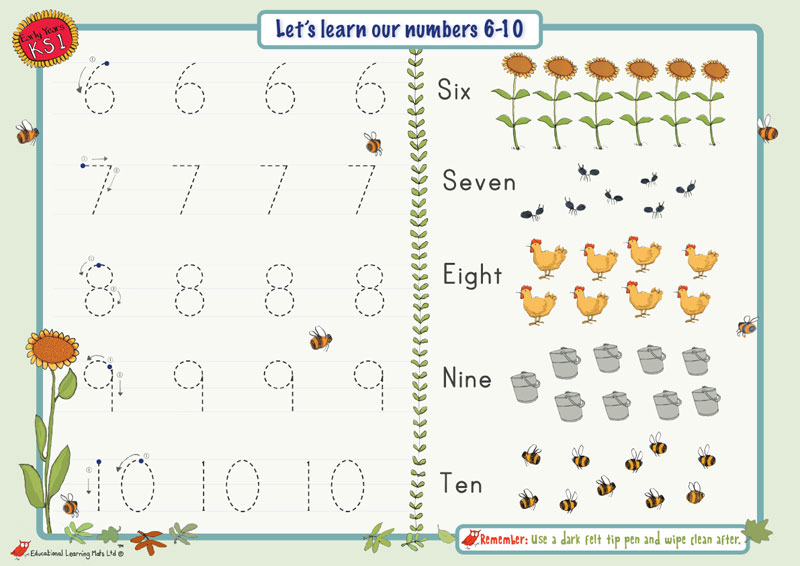 Let's learn our numbers 6-10
Early Years
KS1
6 6 6 6
Six
7 7 7 7
Seven
8 8 8 8
Eight
9 9 9 9
Nine
10 10 10
Ten
Educational Learning Mats Ltd ©
Remember: Use a dark felt tip pen and wipe clean after.